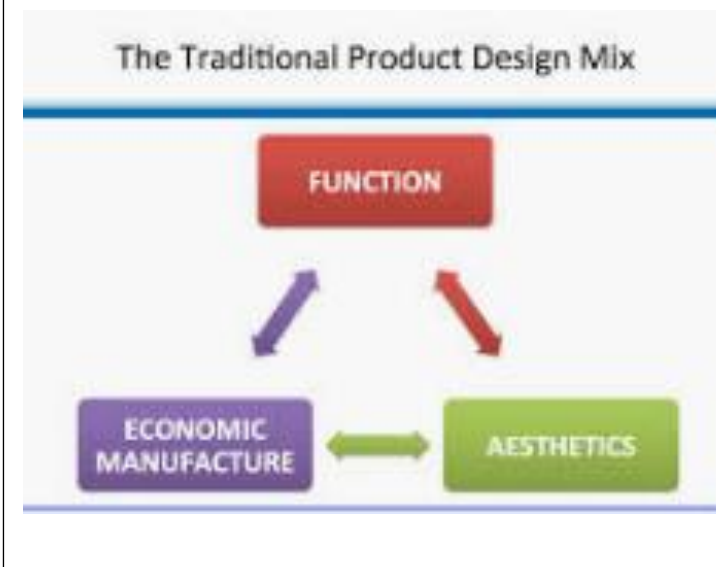 The Traditional Product Design Mix
FUNCTION
ECONOMIC
MANUFACTURE
AESTHETICS